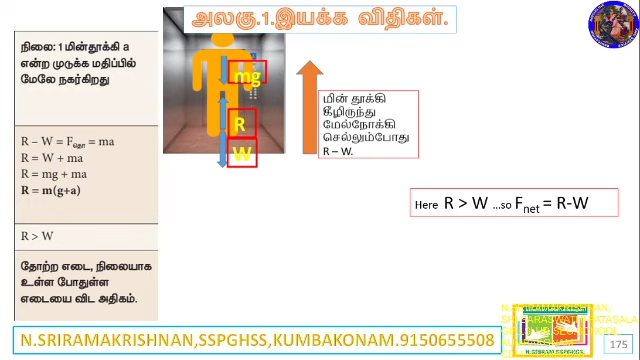 அலகு.1.இயக்க விதிகள்.
நிலை: 1 மின்தூக்கி a
என்ற முடுக்க மதிப்பில்
மேலே நகர்கிறது
R – W = Fதொ = ma
R = W + ma
R = mg + ma
R = m(g+a)
R > W
தோற்ற எடை, நிலையாக
உள்ள போதுள்ள
எடையை விட அதிகம்.
mg
R
W
மின் தூக்கி
கீழிருந்து
மேல்நோக்கி
செல்லும்போது
R – W.
Here R > W ...so Fnet = R-W
N.SRIRAMAKRISHNAN,SSPGHSS,KUMBAKONAM.9150655508
175